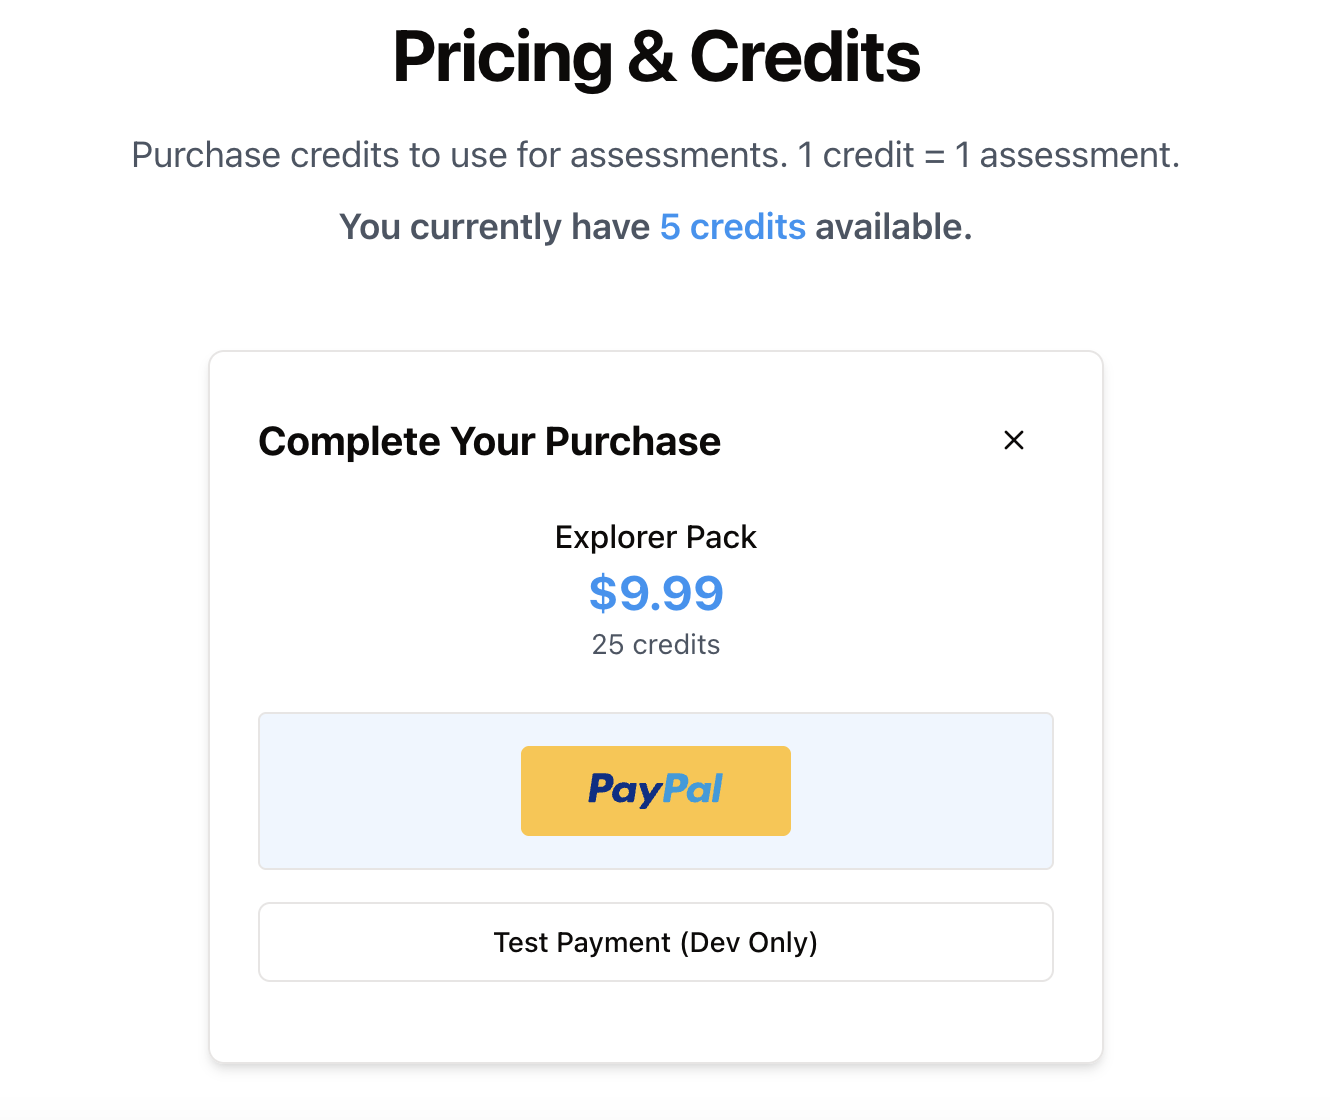 Pricing & Credits
Purchase credits to use for assessments. 1 credit = 1 assessment.
You currently have 5 credits available.
Complete Your Purchase
Explorer Pack
$9.99
25 credits
PayPal
Test Payment (Dev Only)